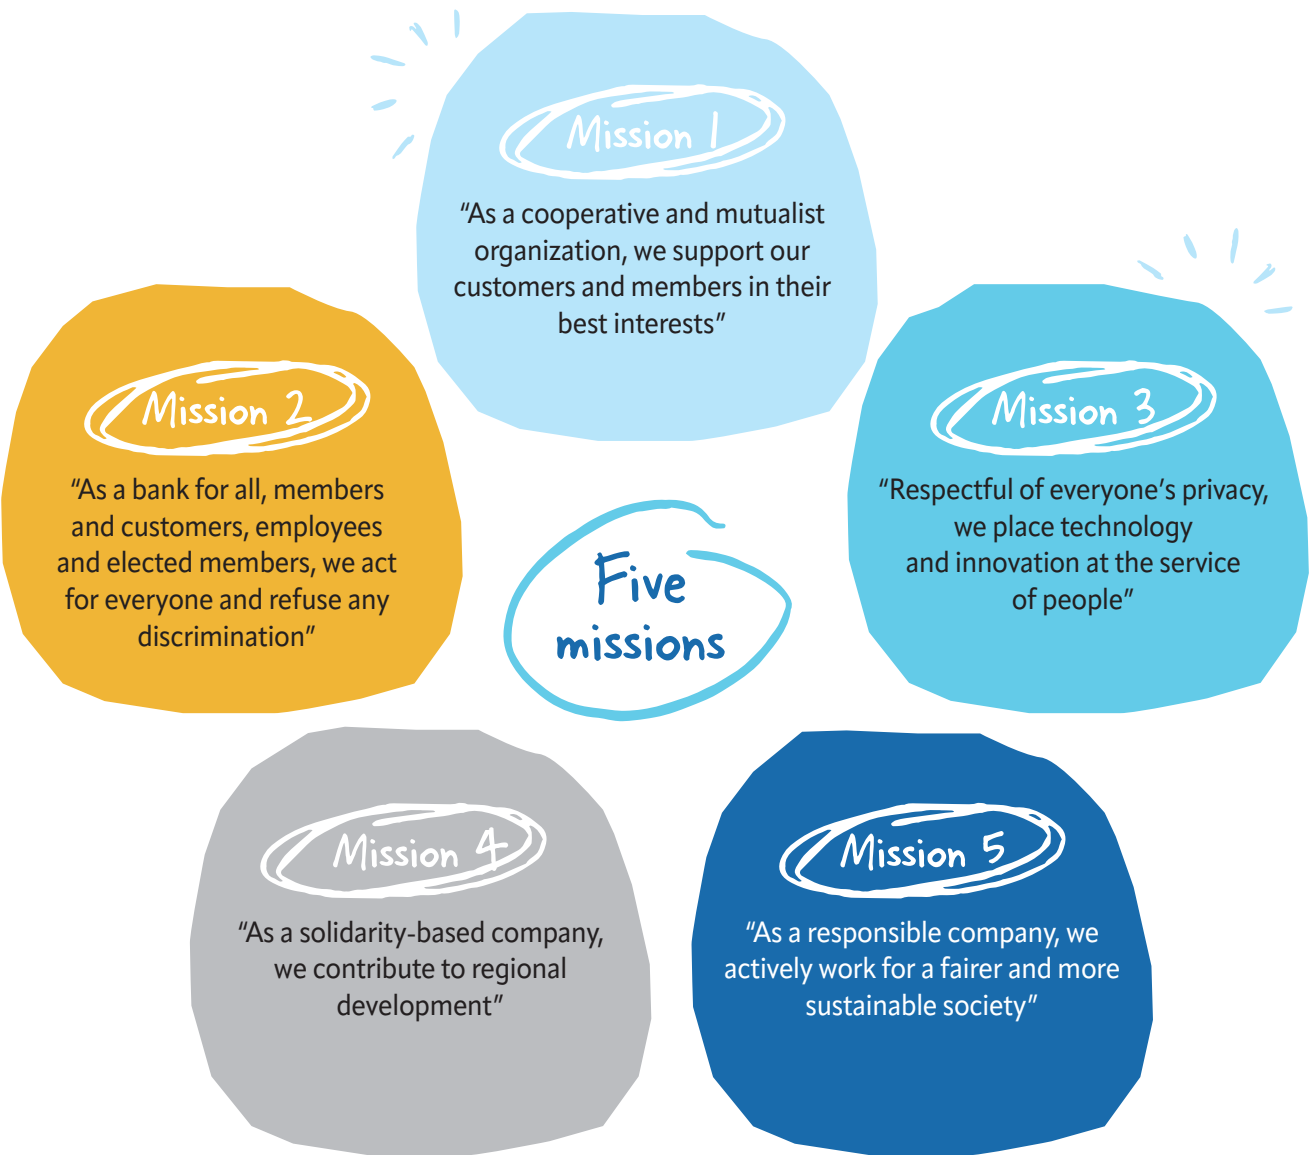 Mission 1
“As a cooperative and mutualist
organization, we support our
customers and members in their
best interests”
Mission 2
“As a bank for all, members
and customers, employees
and elected members, we act
for everyone and refuse any
discrimination”
Mission 3
“Respectful of everyone’s privacy,
we place technology
and innovation at the service
of people”
Five
missions
Mission 4
“As a solidarity-based company,
we contribute to regional
development”
Mission 5
“As a responsible company, we
actively work for a fairer and more
sustainable society”